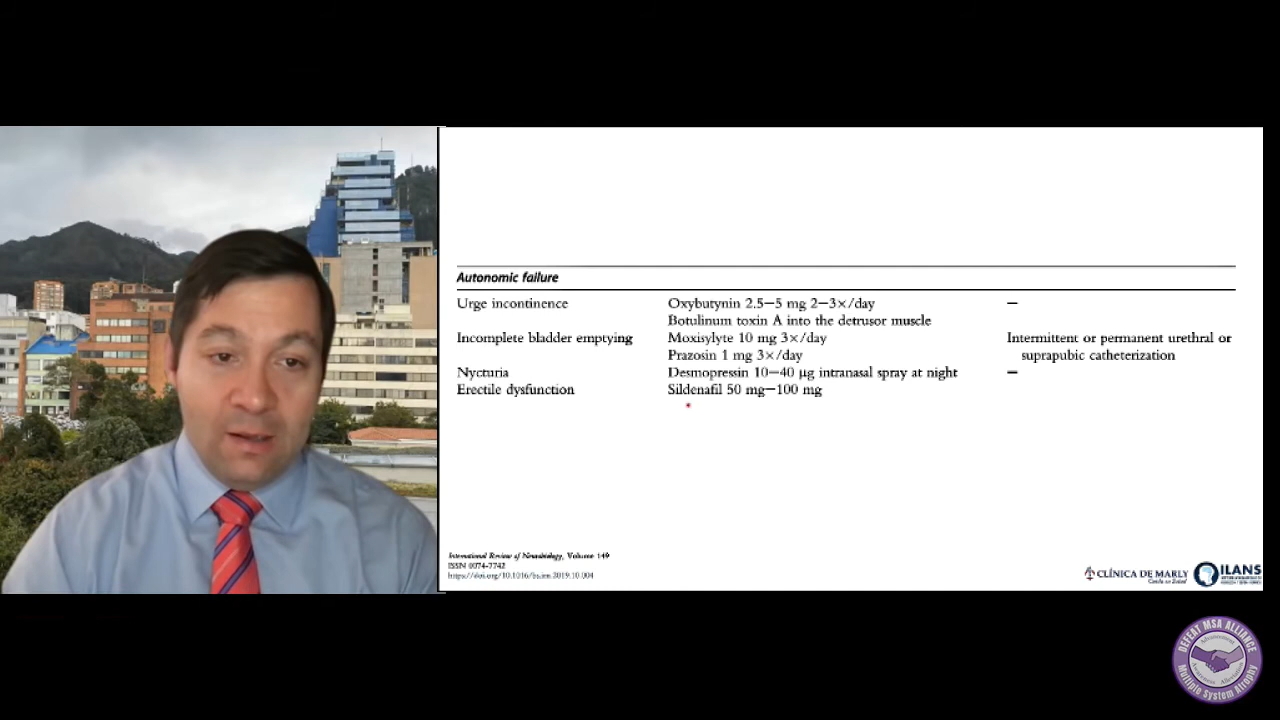 Autonomic failure
Urge incontinence Oxybutynin 2.5–5 mg 2–3×/day –
Botulinum toxin A into the detrusor muscle
Incomplete bladder emptying Moxisylyte 10 mg 3×/day Intermittent or permanent urethral or
Prazosin 1 mg 3×/day suprapubic catheterization
Nycturia Desmopressin 10–40 µg intranasal spray at night –
Erectile dysfunction Sildenafil 50 mg–100 mg
International Review of Neurobiology, Volume 149
ISSN 0074-7742
https://doi.org/10.1016/bs.irn.2019.10.004
CLÍNICA DE MARLY
ILANS
DEFEAT MSA ALLIANCE
Multiple System Atrophy